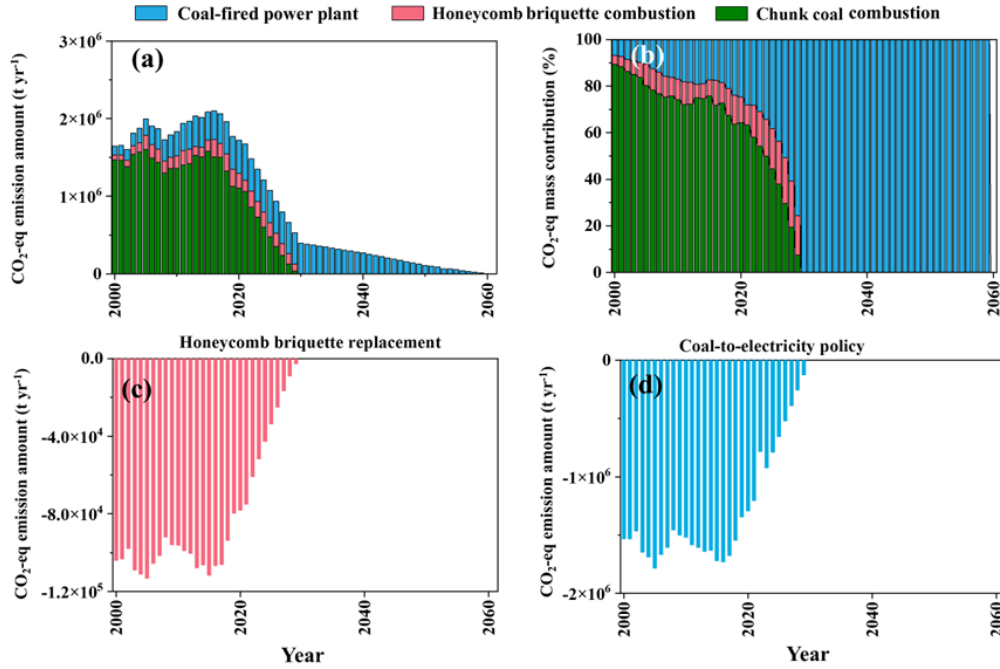 Coal-fired power plant Honeycomb briquette combustion Chunk coal combustion
(a)
CO₂-eq emission amount (t yr⁻¹)
3×10⁶
2×10⁶
1×10⁶
0
2000 2020 2040 2060
(b)
CO₂-eq mass contribution (%)
100
80
60
40
20
0
2000 2020 2040 2060
Honeycomb briquette replacement
(c)
CO₂-eq emission amount (t yr⁻¹)
0.0
-4.0×10⁴
-8.0×10⁴
-1.2×10⁵
2000 2020 2040 2060
Year
Coal-to-electricity policy
(d)
CO₂-eq emission amount (t yr⁻¹)
0
-1×10⁶
-2×10⁶
2000 2020 2040 2060
Year